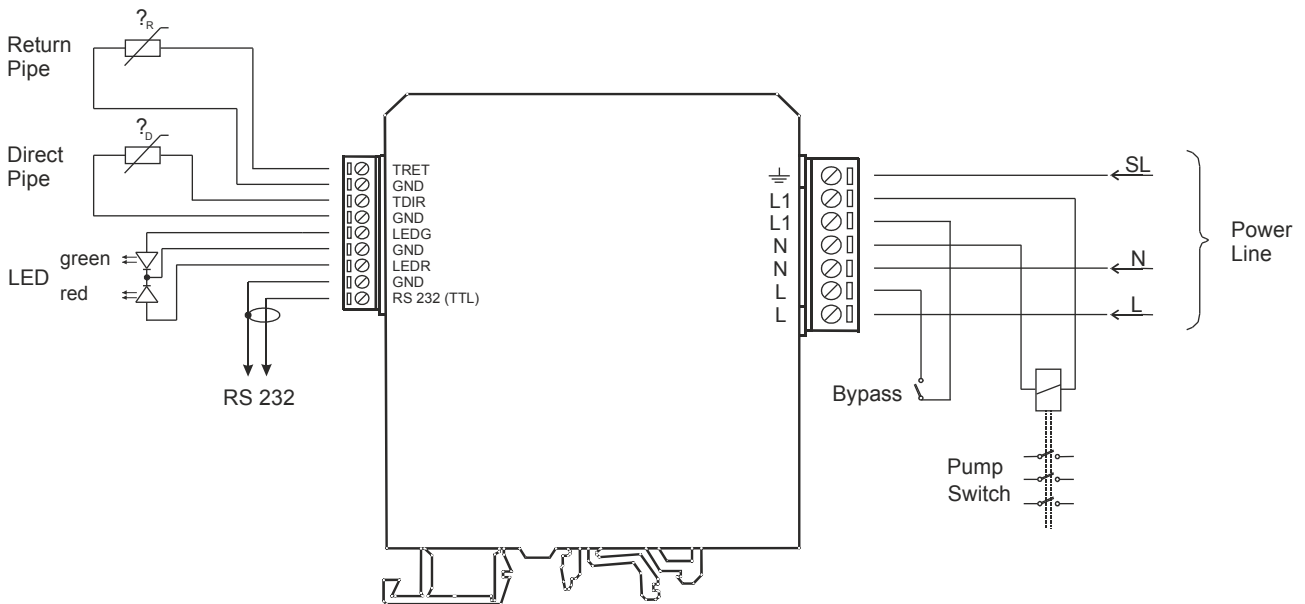 ?R
Return
Pipe
?D
Direct
Pipe
LED
green
red
RS 232
TRET
GND
TDIR
GND
LEDG
GND
LEDR
GND
RS 232 (TTL)
L1
L1
N
N
L
L
SL
N
L
Power
Line
Bypass
Pump
Switch